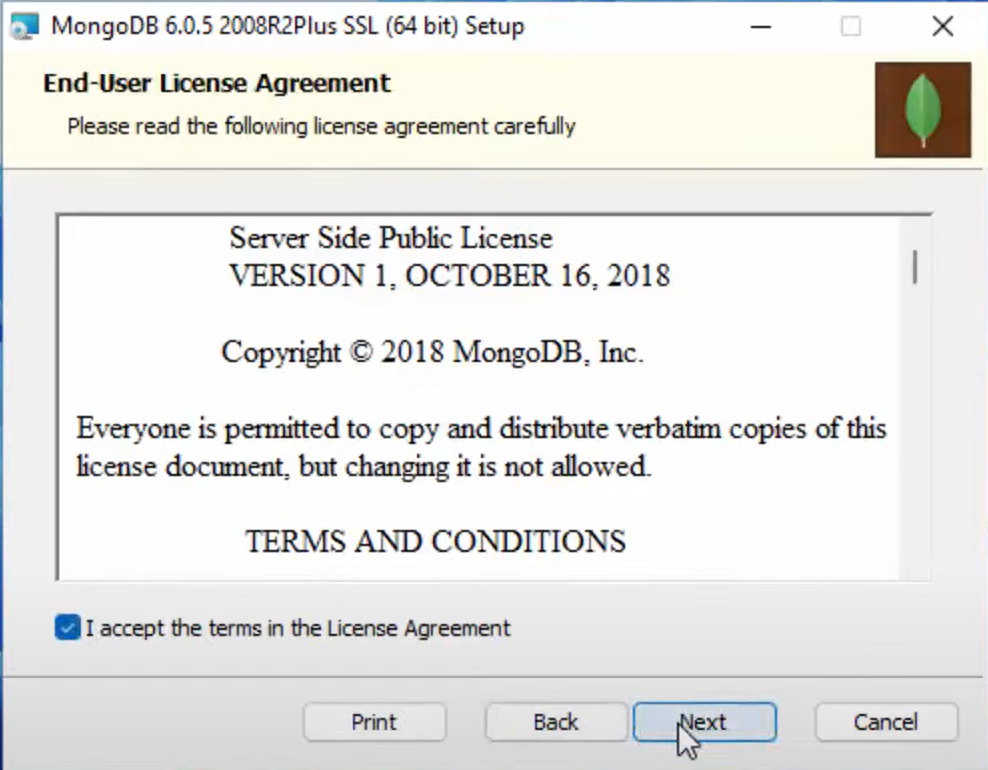 MongoDB 6.0.5 2008R2Plus SSL (64 bit) Setup
End-User License Agreement
Please read the following license agreement carefully
Server Side Public License
VERSION 1, OCTOBER 16, 2018
Copyright © 2018 MongoDB, Inc.
Everyone is permitted to copy and distribute verbatim copies of this
license document, but changing it is not allowed.
TERMS AND CONDITIONS
I accept the terms in the License Agreement
Print Back Next Cancel